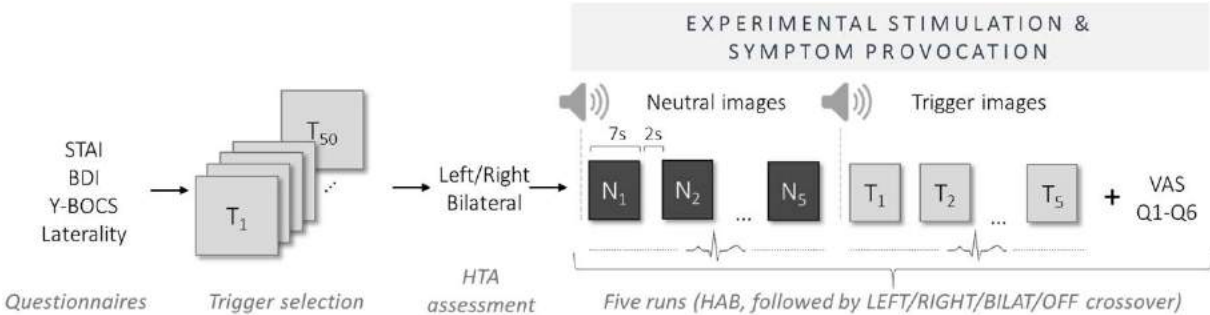 EXPERIMENTAL STIMULATION &
SYMPTOM PROVOCATION
Neutral images
Trigger images
7s
2s
STAI
BDI
Y-BOCS
Laterality
T1
T50
...
Left/Right
Bilateral
N1
N2
...
N5
T1
T2
...
T5
+
VAS
Q1-Q6
Questionnaires
Trigger selection
HTA
assessment
Five runs (HAB, followed by LEFT/RIGHT/BILAT/OFF crossover)